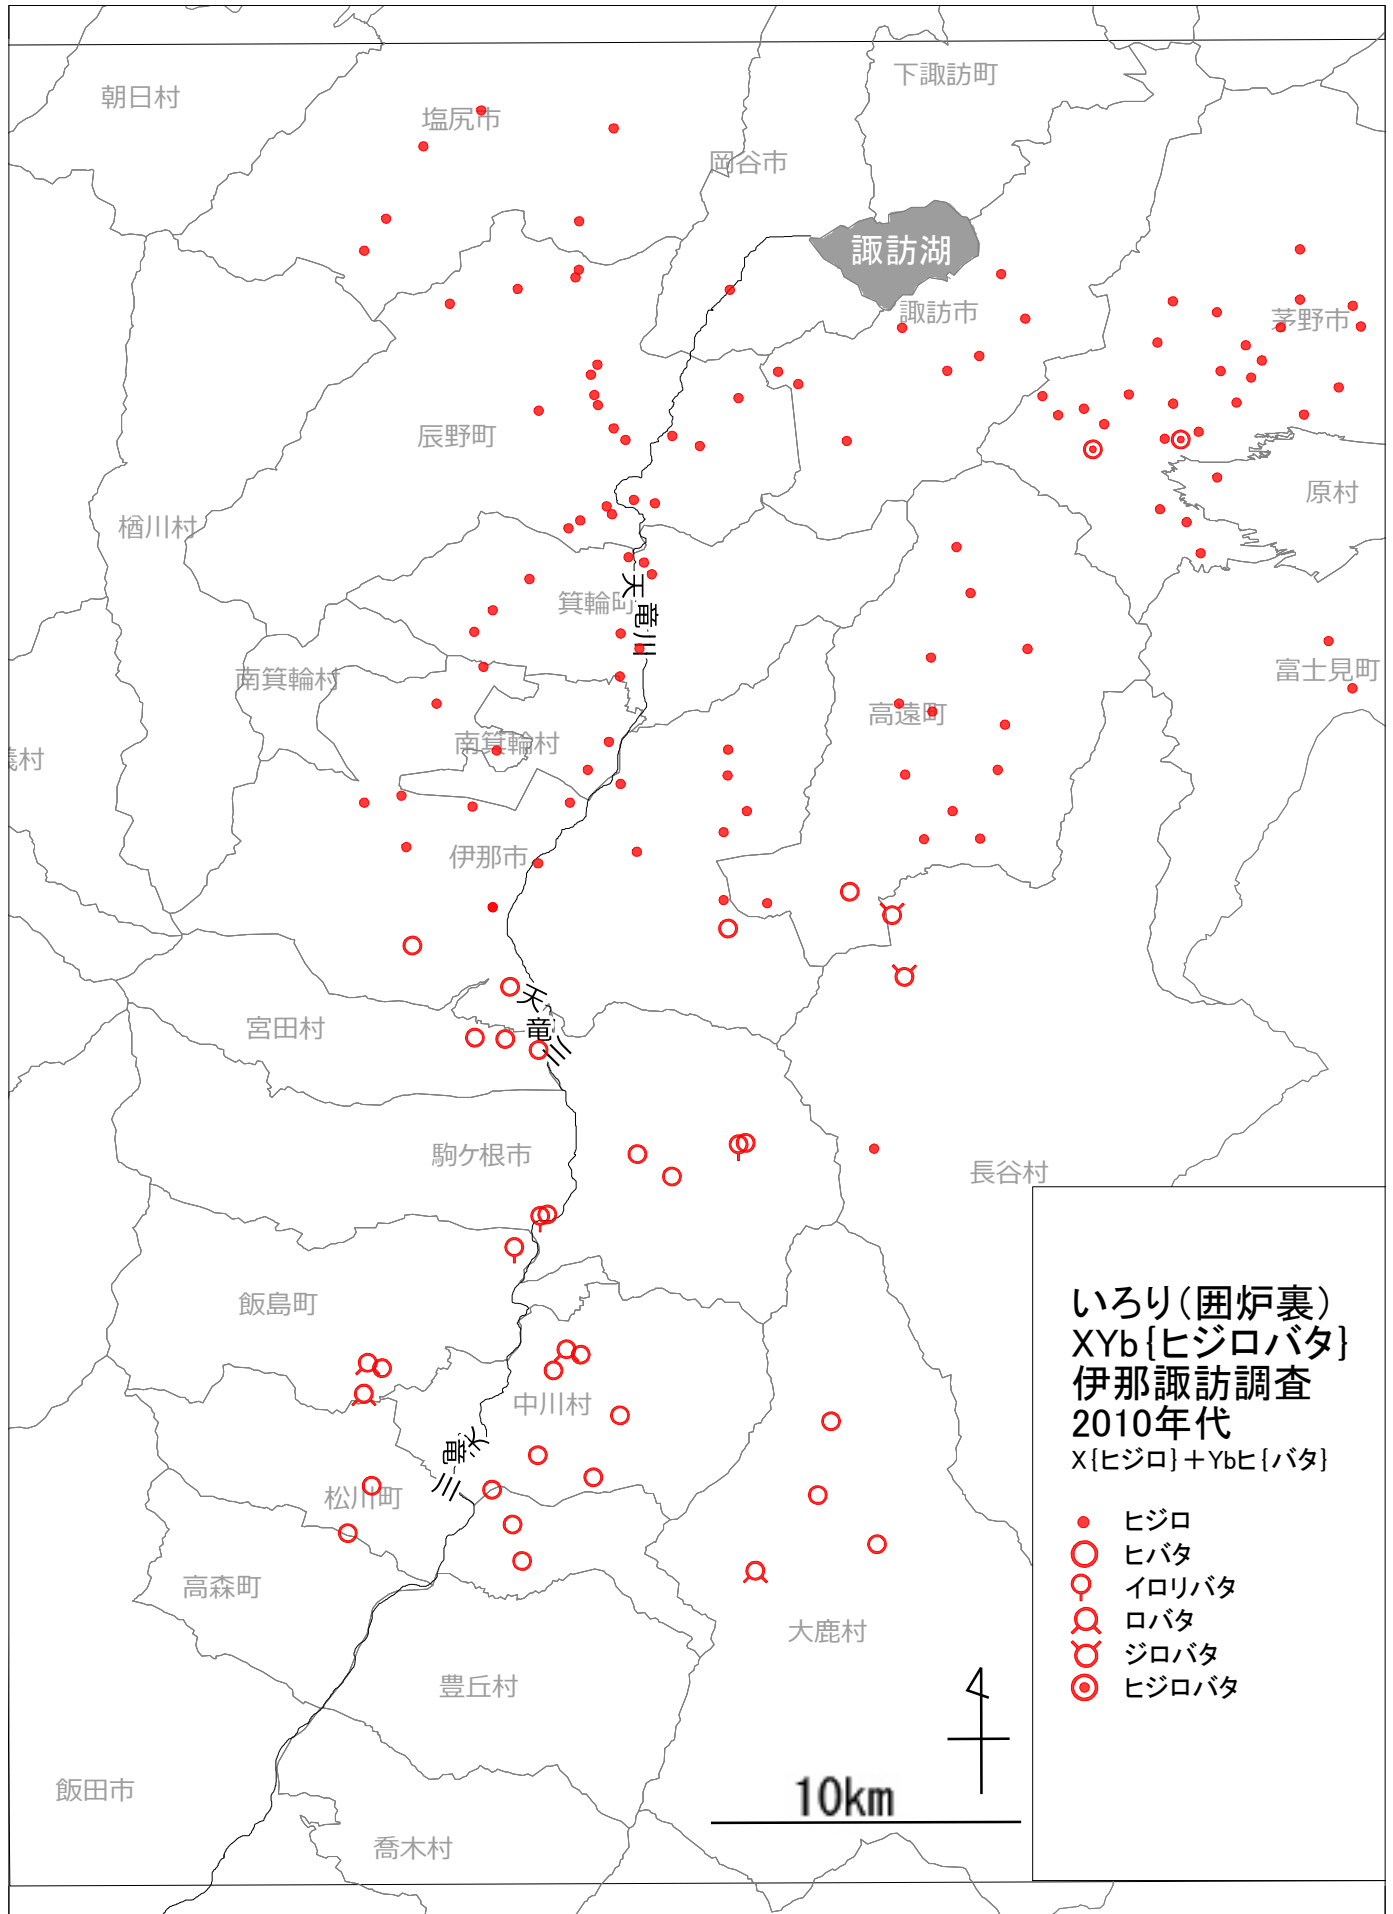 下諏訪町
朝日村
塩尻市
岡谷市
諏訪湖
諏訪市
茅野市
辰野町
原村
楢川村
天竜川
箕輪町
南箕輪村
富士見町
高遠町
南箕輪村
村
伊那市
天竜川
宮田村
駒ケ根市
長谷村
飯島町
中川村
天竜川
松川町
高森町
大鹿村
豊丘村
飯田市
喬木村
10km
いろり（囲炉裏）
XYb{ヒジロバタ}
伊那諏訪調査
2010年代
X{ヒジロ}＋Ybヒ{バタ}
ヒジロ
ヒバタ
イロリバタ
ロバタ
ジロバタ
ヒジロバタ